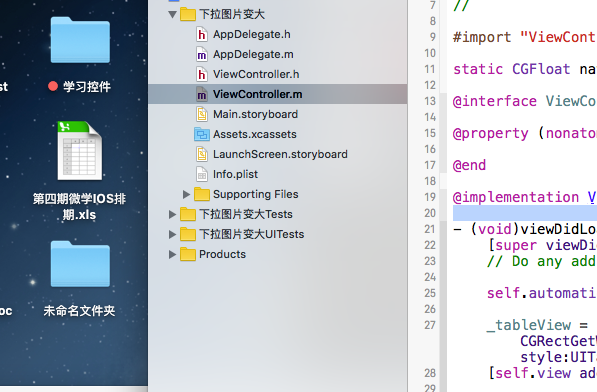 st
学习控件
第四期微学IOS排
期.xls
oc
未命名文件夹
下拉图片变大
h AppDelegate.h
m AppDelegate.m
h ViewController.h
m ViewController.m
Main.storyboard
Assets.xcassets
LaunchScreen.storyboard
Info.plist
Supporting Files
下拉图片变大Tests
下拉图片变大UITests
Products
7 //
8
9 #import "ViewCont
10
11 static CGFloat na
12
13 @interface ViewCo
14
15 @property (nonato
16
17 @end
18
19 @implementation V
20
21 - (void)viewDidLo
22 [super viewDi
23 // Do any add
24
25 self.automati
26
27 _tableView =
CGRectGetW
style:UITa
28 [self.view ad
29